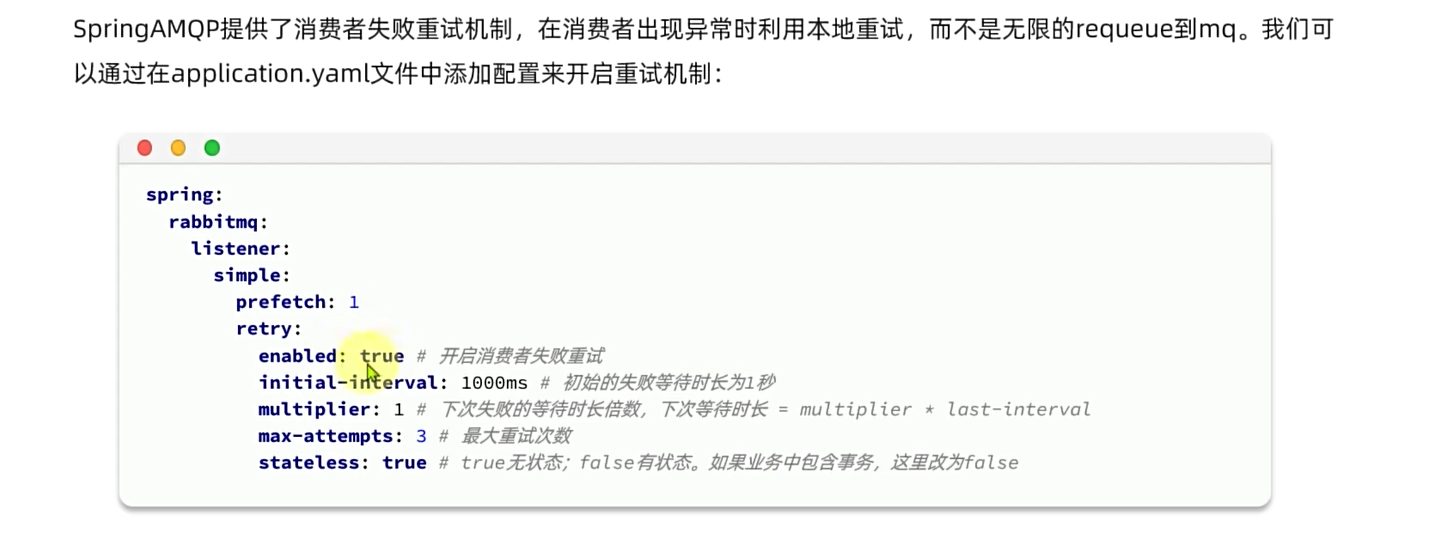 SpringAMQP提供了消费者失败重试机制，在消费者出现异常时利用本地重试，而不是无限的requeue到mq。我们可
以通过在application.yaml文件中添加配置来开启重试机制：
spring:
rabbitmq:
listener:
simple:
prefetch: 1
retry:
enabled: true # 开启消费者失败重试
initial-interval: 1000ms # 初始的失败等待时长为1秒
multiplier: 1 # 下次失败的等待时长倍数，下次等待时长 = multiplier * last-interval
max-attempts: 3 # 最大重试次数
stateless: true # true无状态；false有状态。如果业务中包含事务，这里改为false